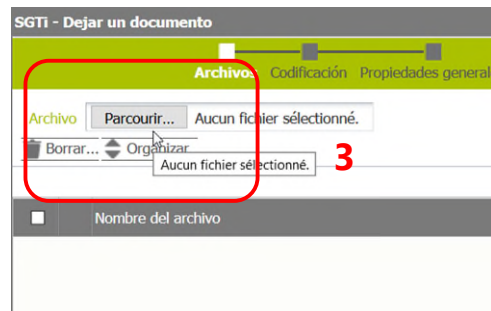 SGTi - Dejar un documento
Archivos Codificación Propiedades general
Archivo Parcourir... Aucun fichier sélectionné.
Borrar... Organizar
Aucun fichier sélectionné.
3
Nombre del archivo